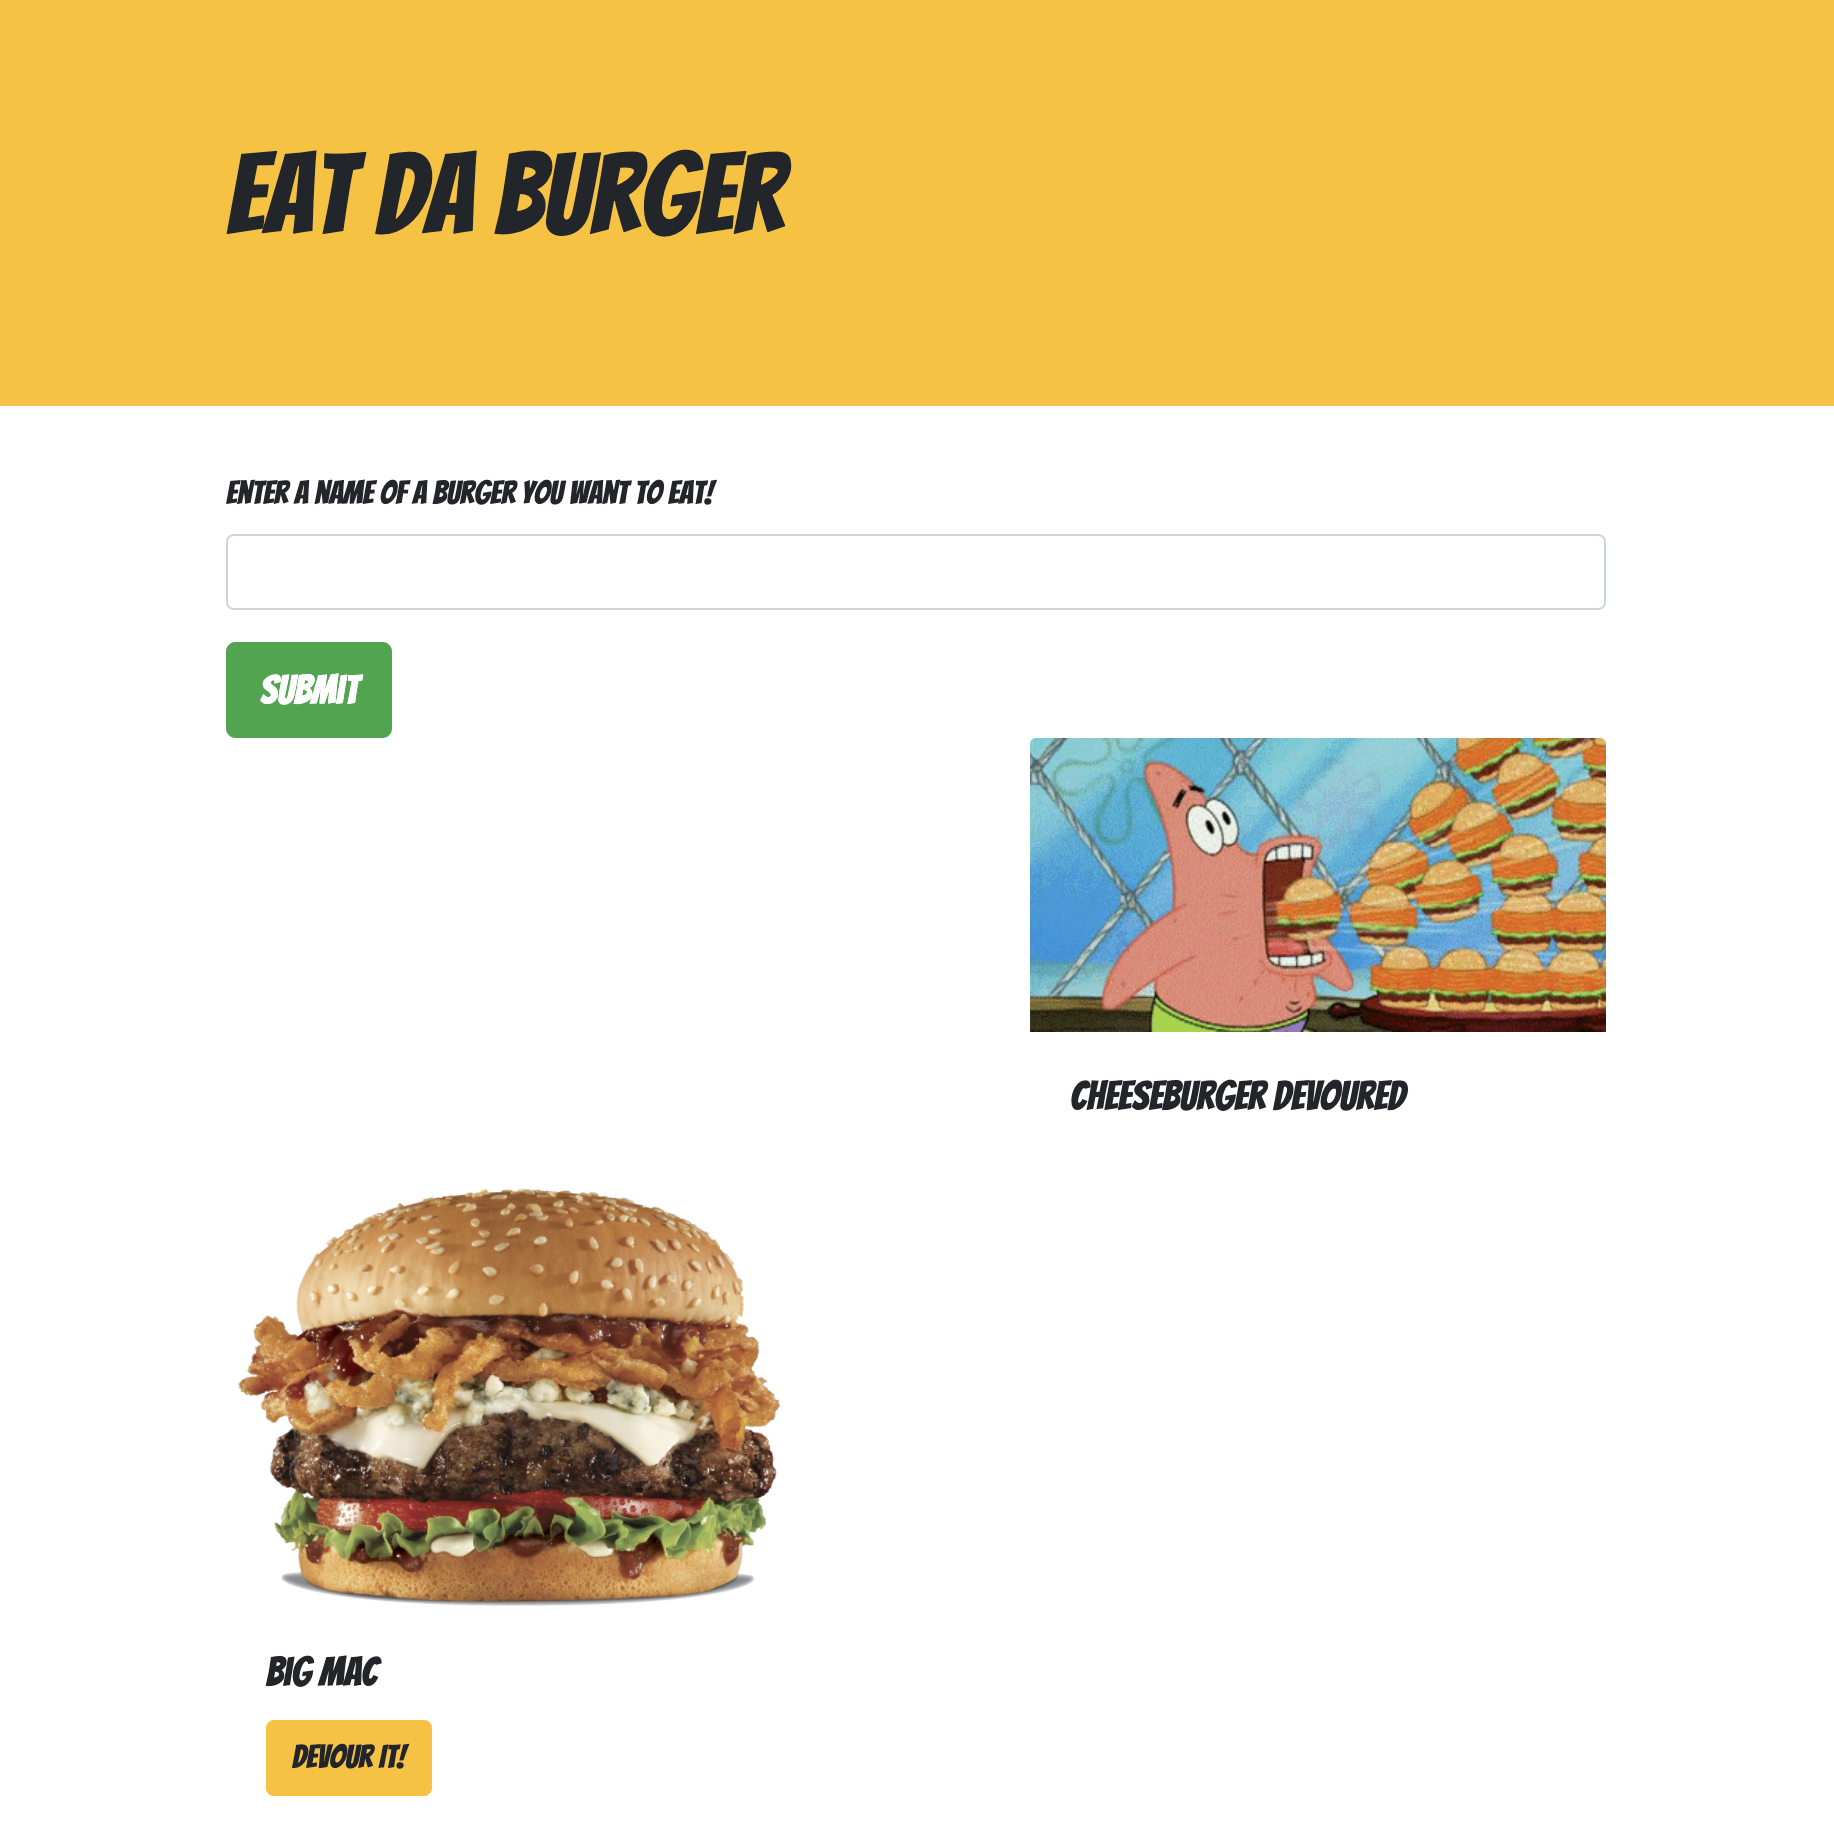 EAT DA BURGER
ENTER A NAME OF A BURGER YOU WANT TO EAT!
SUBMIT
CHEESEBURGER DEVOURED
BIG MAC
DEVOUR IT!